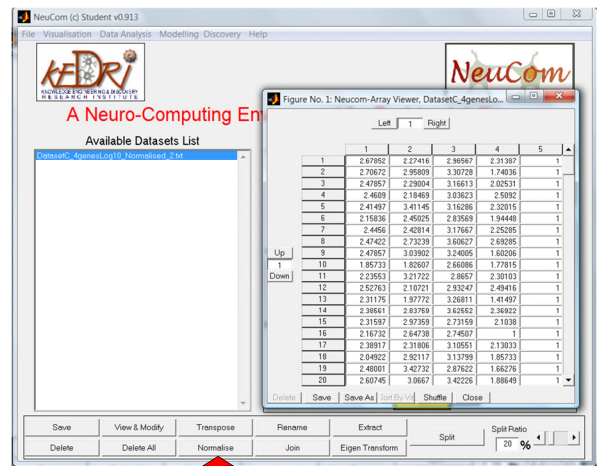 NeuCom (c) Student v0.913
File Visualisation Data Analysis Modelling Discovery Help
KEDRI
KNOWLEDGE ENGINEERING & DISCOVERY
RESEARCH INSTITUTE
NeuCom
A Neuro-Computing En
Available Datasets List
DatasetC_4genesLog10_Normalised_2.txt
Figure No. 1: Neucom-Array Viewer, DatasetC_4genesLo...
Left 1 Right
1 2 3 4 5
1 2.67852 2.27416 2.96567 2.31387 1
2 2.70672 2.95809 3.30728 1.74036 1
3 2.47857 2.29004 3.16613 2.02531 1
4 2.4609 2.18469 3.03623 2.5092 1
5 2.41497 3.41145 3.16286 2.32015 1
6 2.15836 2.45025 2.83569 1.94448 1
7 2.4456 2.42814 3.17667 2.25285 1
8 2.47422 2.73239 3.60627 2.69285 1
Up 9 2.47857 3.03902 3.24005 1.60206 1
1 10 1.85733 1.82607 2.66086 1.77815 1
Down 11 2.23553 3.21722 2.8657 2.30103 1
12 2.52763 2.10721 2.93247 2.49416 1
13 2.31175 1.97772 3.26811 1.41497 1
14 2.38561 2.83759 3.62552 2.36922 1
15 2.31597 2.97359 2.73159 2.1038 1
16 2.16732 2.64738 2.74507 1 1
17 2.38917 2.31806 3.10551 2.13033 1
18 2.04922 2.92117 3.13799 1.85733 1
19 2.48001 3.42732 2.87622 1.66276 1
20 2.60745 3.0667 3.42226 1.88649 1
Delete Save Save As Sort By Va Shuffle Close
Save View & Modify Transpose Rename Extract Split Split Ratio
Delete Delete All Normalise Join Eigen Transform 20 %